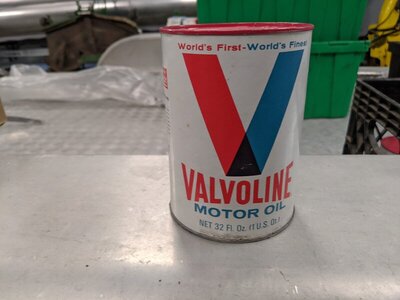 World's First-World's Finest
VALVOLINE
MOTOR OIL
NET 32 Fl. Oz. (1 U.S. Qt.)